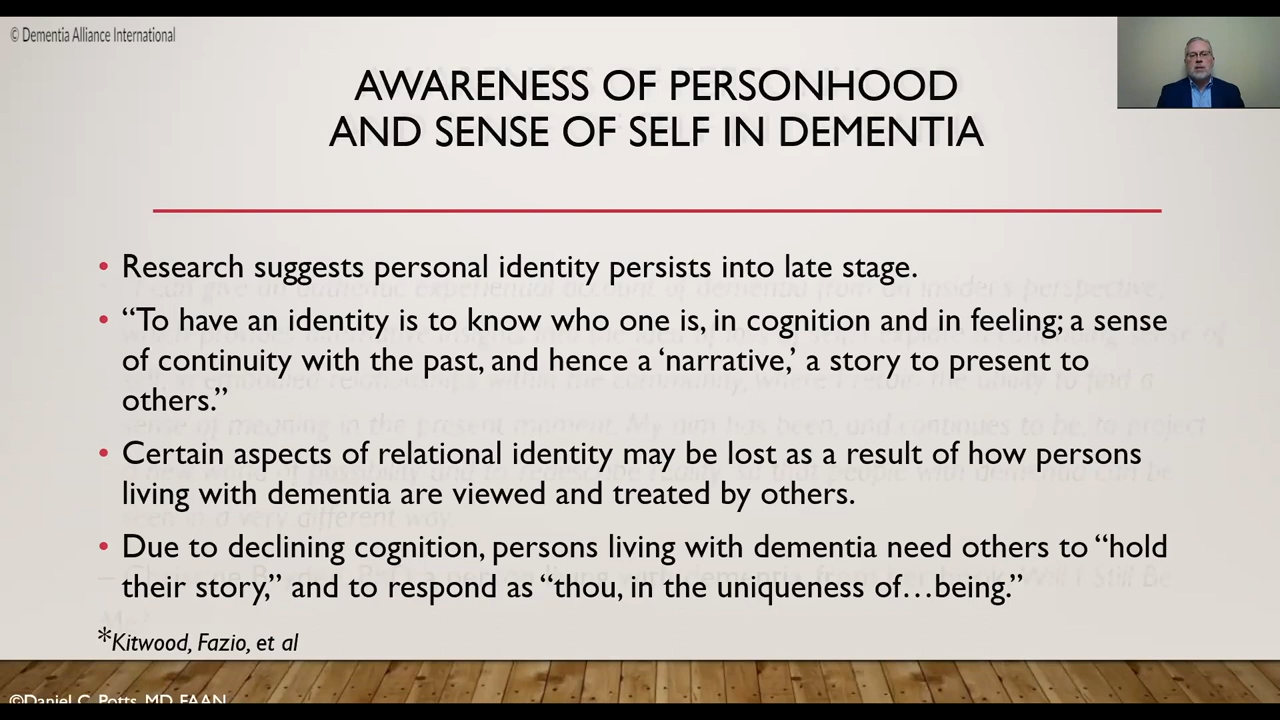 © Dementia Alliance International
AWARENESS OF PERSONHOOD
AND SENSE OF SELF IN DEMENTIA
• Research suggests personal identity persists into late stage.
• “To have an identity is to know who one is, in cognition and in feeling; a sense
of continuity with the past, and hence a ‘narrative,’ a story to present to
others.”
• Certain aspects of relational identity may be lost as a result of how persons
living with dementia are viewed and treated by others.
• Due to declining cognition, persons living with dementia need others to “hold
their story,” and to respond as “thou, in the uniqueness of…being.”
*Kitwood, Fazio, et al
©Daniel C. Potts, MD, FAAN